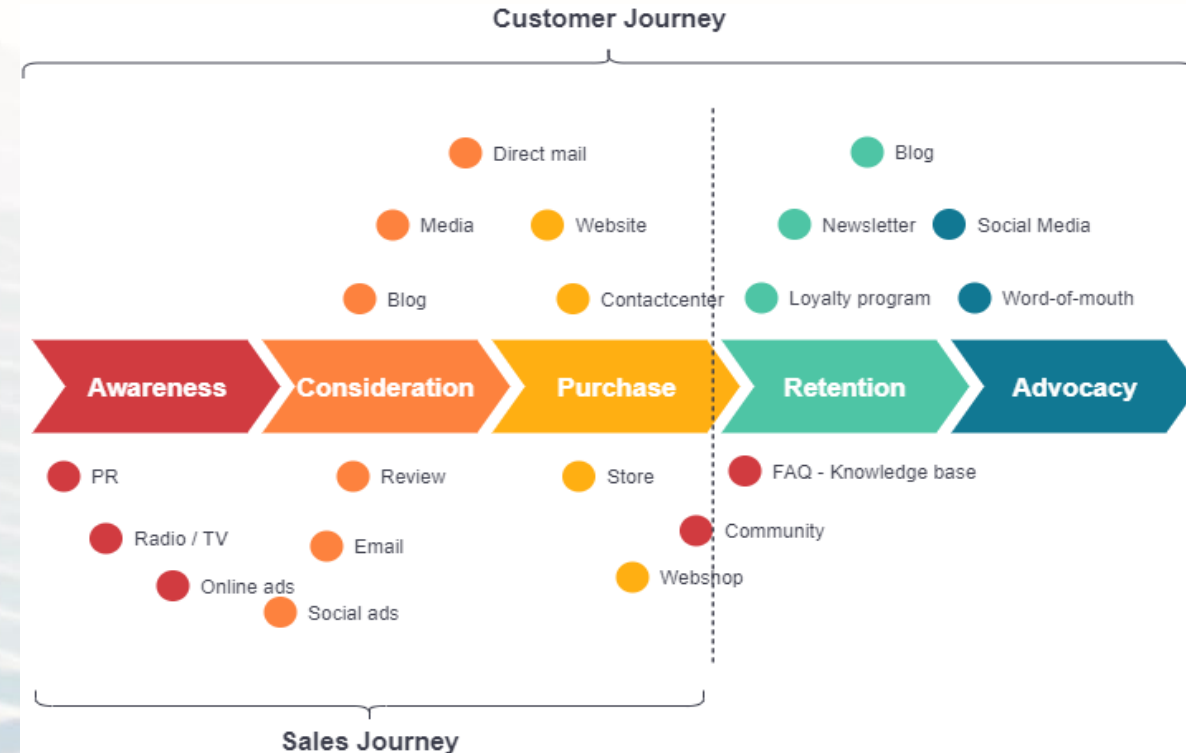 Customer Journey
Direct mail
Blog
Media
Website
Newsletter
Social Media
Blog
Contactcenter
Loyalty program
Word-of-mouth
Awareness
Consideration
Purchase
Retention
Advocacy
PR
Review
Store
FAQ - Knowledge base
Radio / TV
Email
Community
Online ads
Webshop
Social ads
Sales Journey